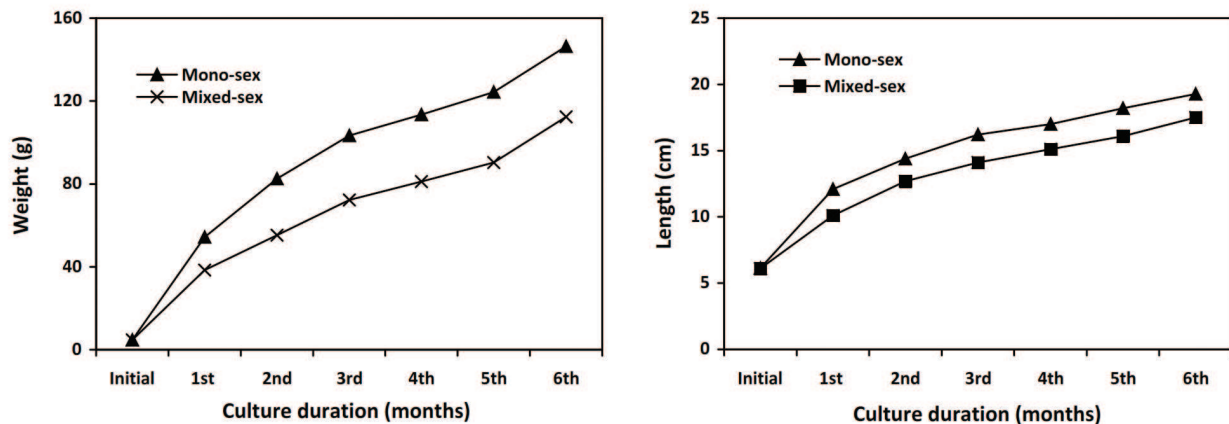 160
120
80
40
0
Weight (g)
Mono-sex
Mixed-sex
Initial 1st 2nd 3rd 4th 5th 6th
Culture duration (months)
25
20
15
10
5
0
Length (cm)
Mono-sex
Mixed-sex
Initial 1st 2nd 3rd 4th 5th 6th
Culture duration (months)